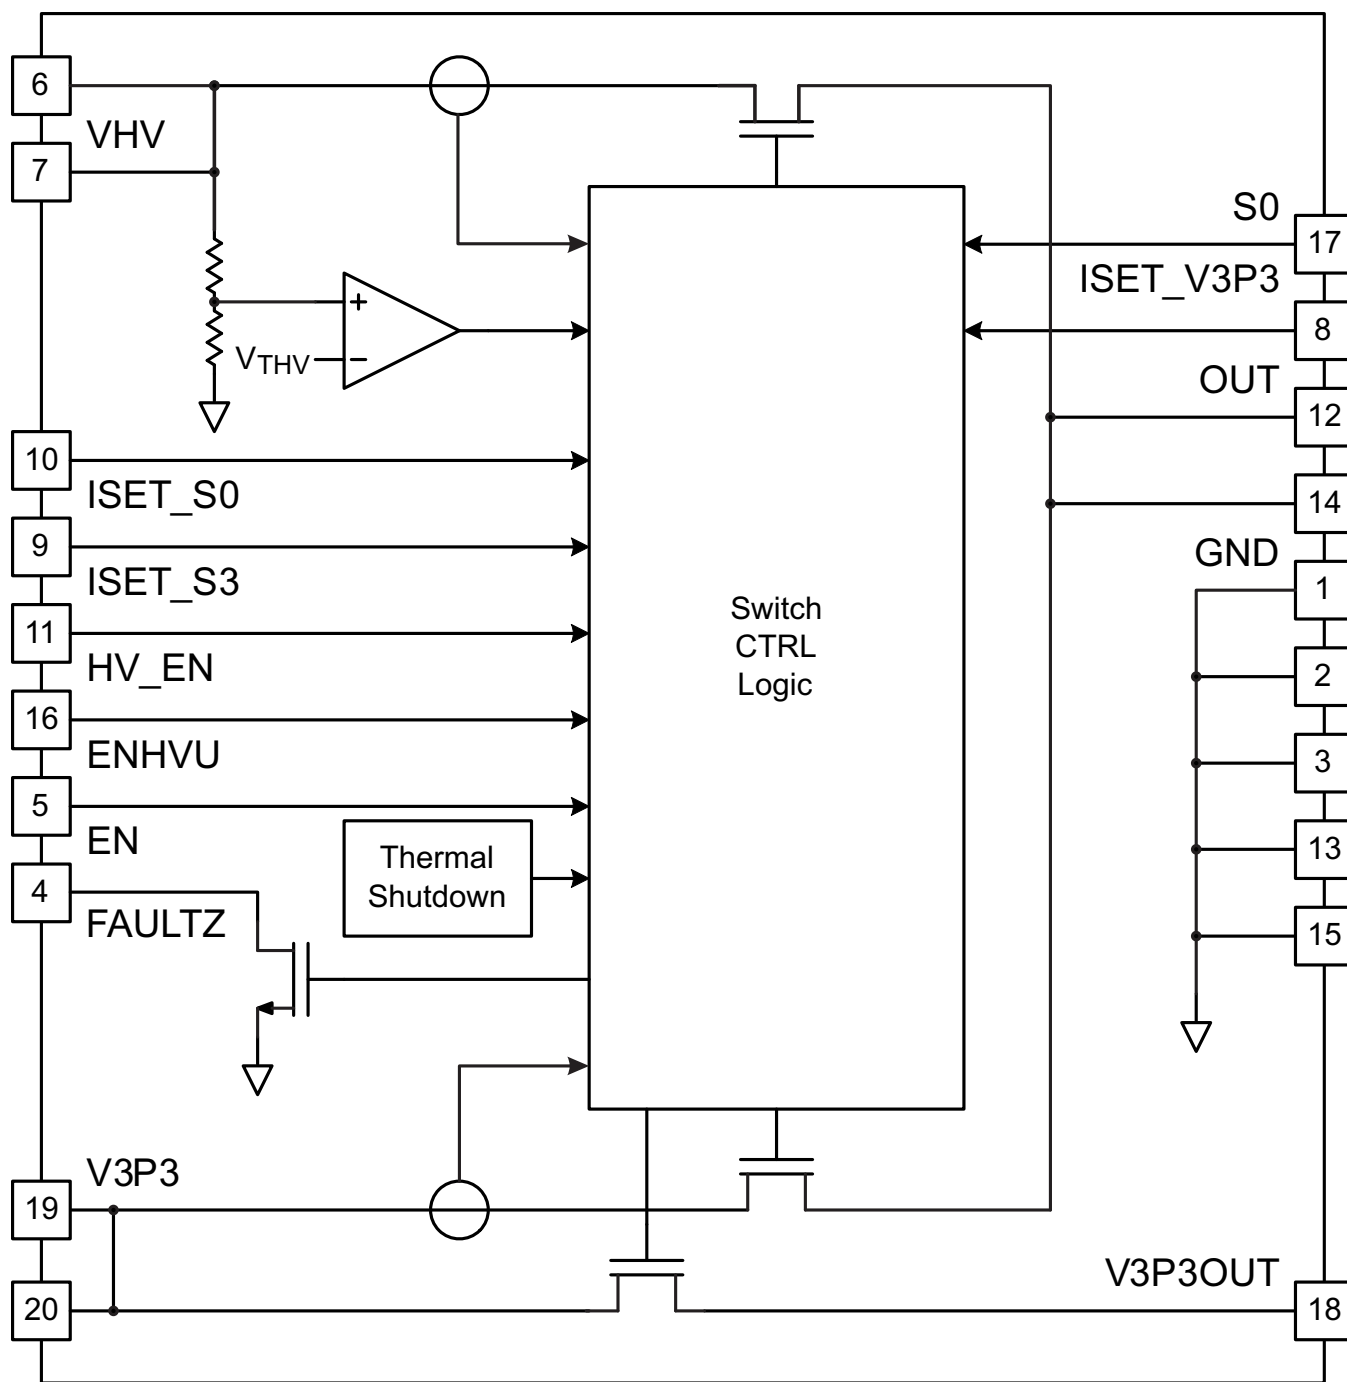 6
VHV
7
+
V_THV
−
10
ISET_S0
9
ISET_S3
11
HV_EN
16
ENHVU
5
EN
4
FAULTZ
Thermal
Shutdown
V3P3
19
20
Switch
CTRL
Logic
S0
17
ISET_V3P3
8
OUT
12
14
GND
1
2
3
13
15
V3P3OUT
18